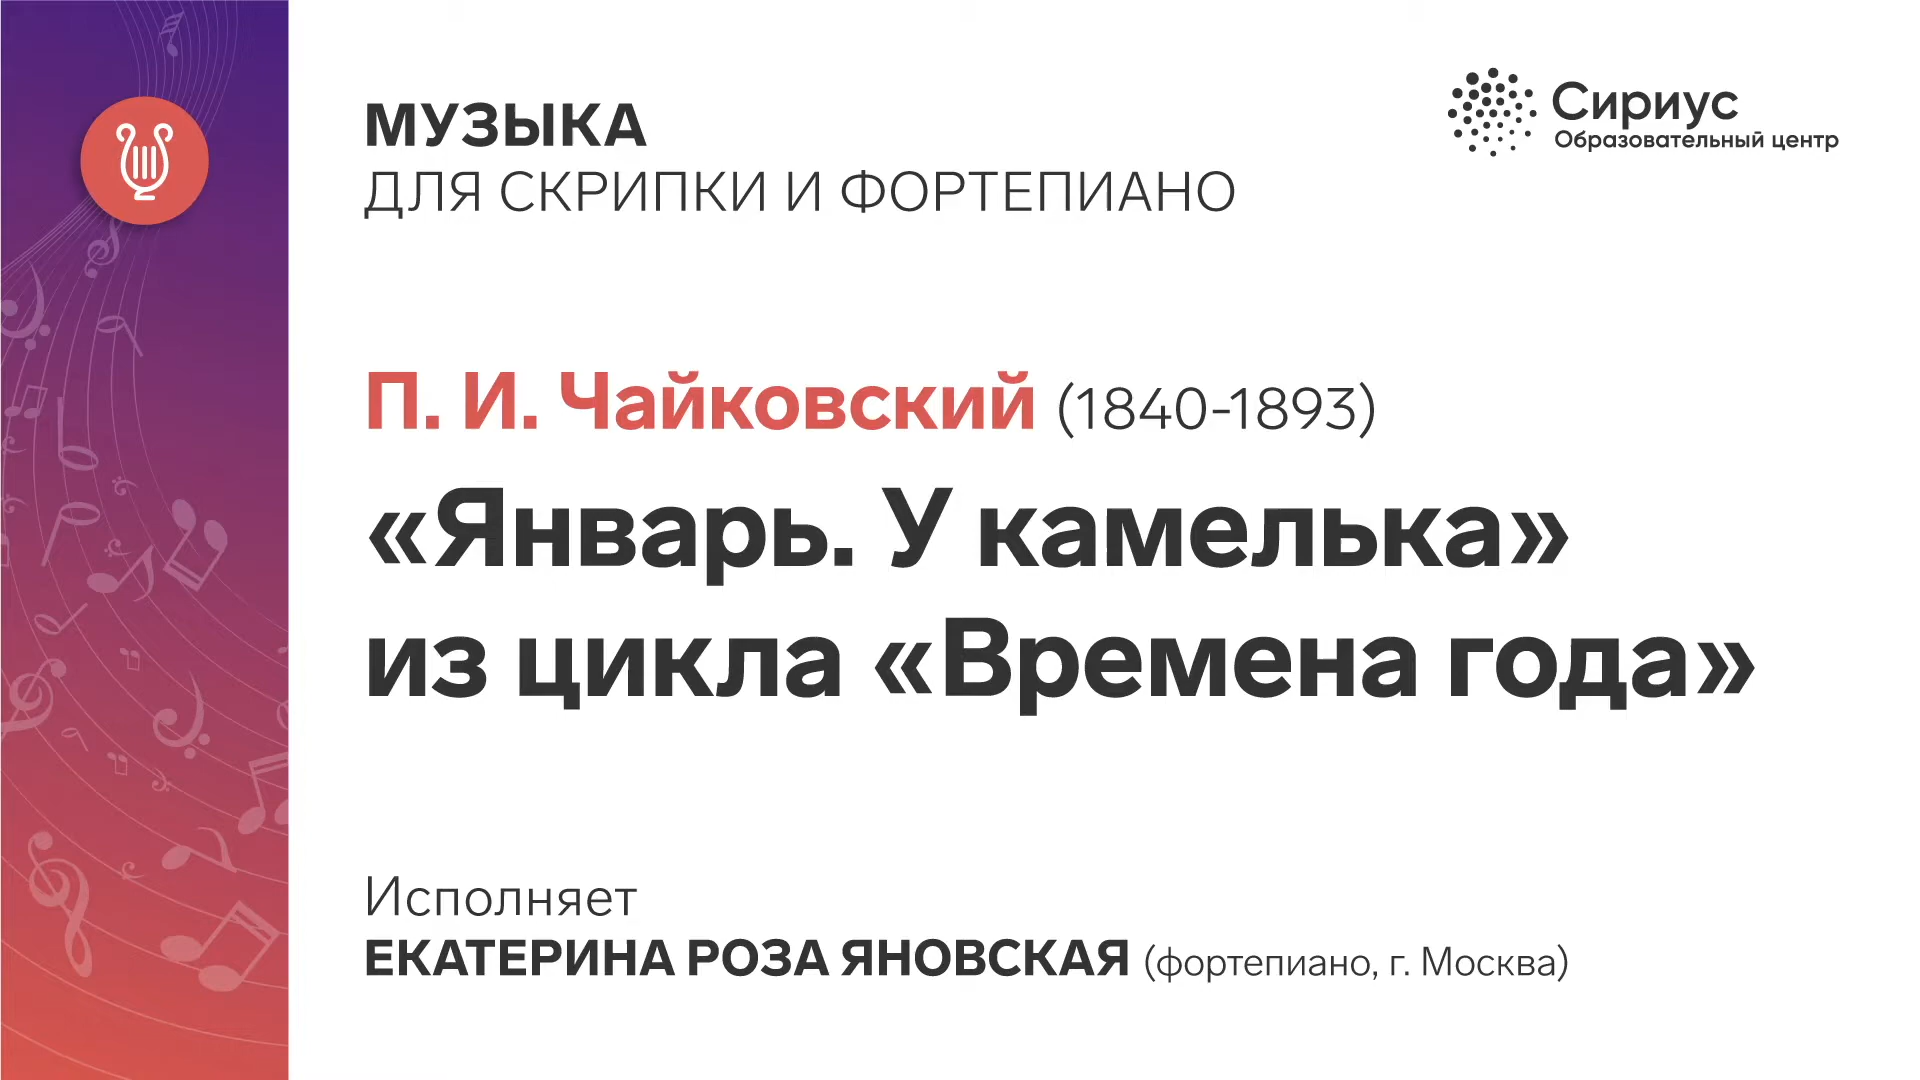 МУЗЫКА
ДЛЯ СКРИПКИ И ФОРТЕПИАНО
Сириус
Образовательный центр
П. И. Чайковский (1840-1893)
«Январь. У камелька»
из цикла «Времена года»
Исполняет
ЕКАТЕРИНА РОЗА ЯНОВСКАЯ (фортепиано, г. Москва)